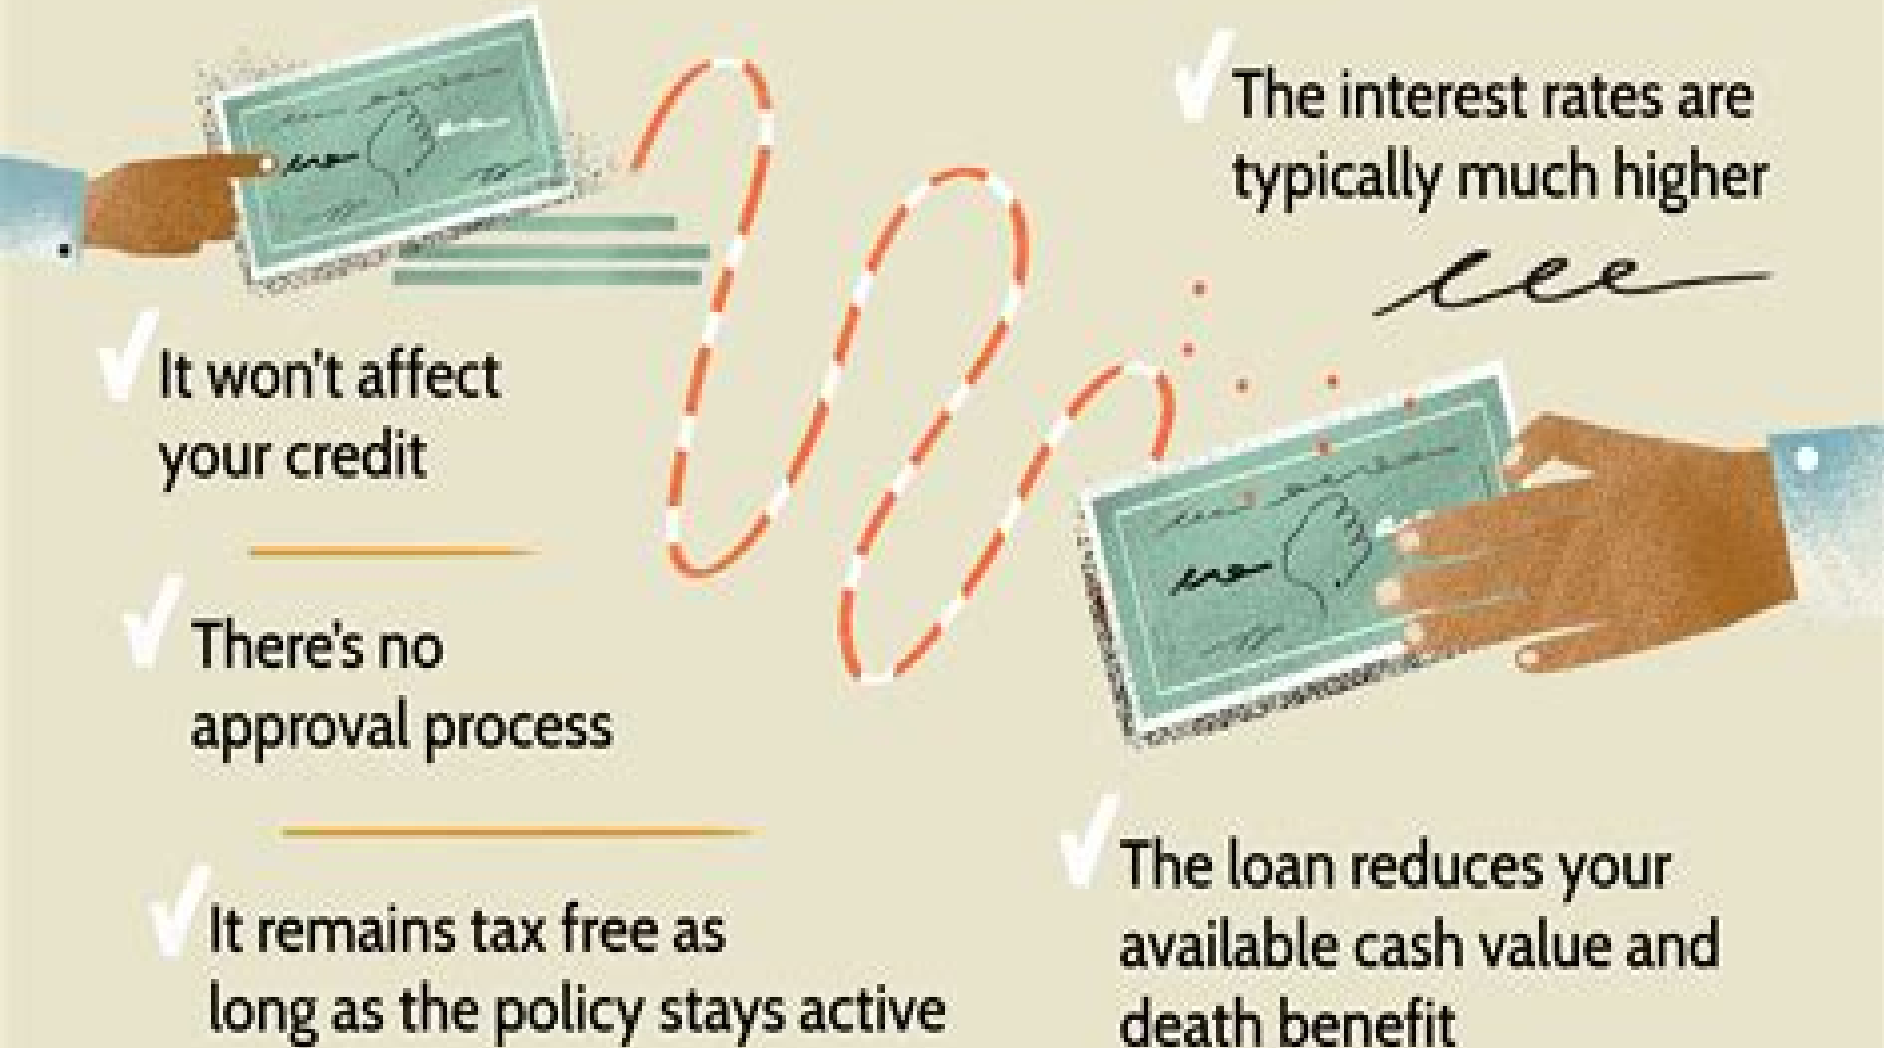 It won't affect
your credit
There's no
approval process
It remains tax free as
long as the policy stays active
The interest rates are
typically much higher
The loan reduces your
available cash value and
death benefit